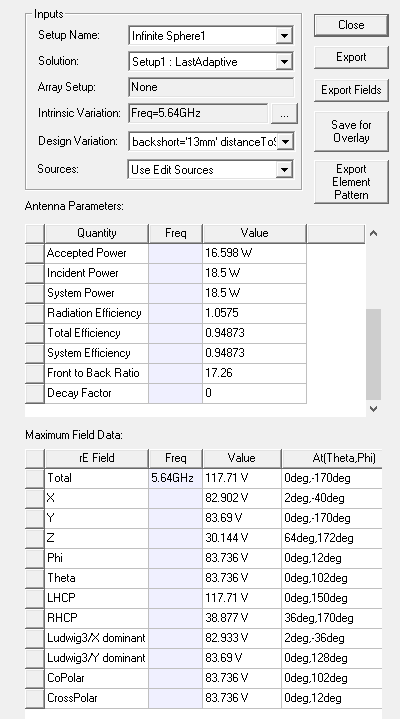 Inputs
Setup Name: Infinite Sphere1
Solution: Setup1 : LastAdaptive
Array Setup: None
Intrinsic Variation: Freq=5.64GHz ...
Design Variation: backshort='13mm'
Sources: Use Edit Sources
Close
Export
Export Fields
Save for
Overlay
Export
Element
Pattern
Antenna Parameters:
Quantity Freq Value
Accepted Power 16.598 W
Incident Power 18.5 W
System Power 18.5 W
Radiation Efficiency 1.0575
Total Efficiency 0.94873
System Efficiency 0.94873
Front to Back Ratio 17.26
Decay Factor 0
Maximum Field Data:
rE Field Freq Value At(Theta,Phi)
Total 5.64GHz 117.71 V 0deg,-170deg
X 82.902 V 2deg,-40deg
Y 83.69 V 0deg,-170deg
Z 30.144 V 64deg,172deg
Phi 83.736 V 0deg,12deg
Theta 83.736 V 0deg,102deg
LHCP 117.71 V 0deg,150deg
RHCP 38.877 V 36deg,170deg
Ludwig3/X dominant 82.933 V 2deg,-36deg
Ludwig3/Y dominant 83.69 V 0deg,128deg
CoPolar 83.736 V 0deg,102deg
CrossPolar 83.736 V 0deg,12deg